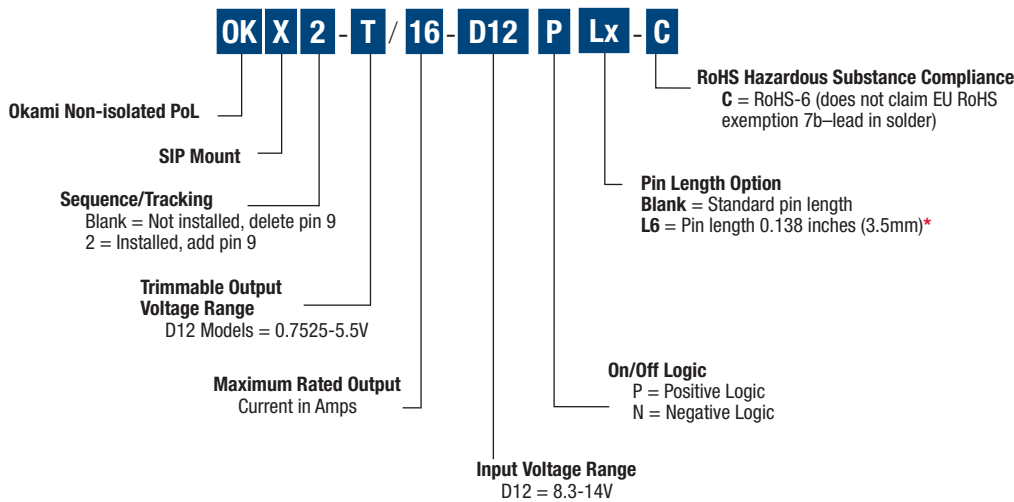 OK X 2 - T / 16 - D12 P Lx - C
RoHS Hazardous Substance Compliance
C = RoHS-6 (does not claim EU RoHS
exemption 7b–lead in solder)
Okami Non-isolated PoL
SIP Mount
Pin Length Option
Blank = Standard pin length
L6 = Pin length 0.138 inches (3.5mm)*
Sequence/Tracking
Blank = Not installed, delete pin 9
2 = Installed, add pin 9
Trimmable Output
Voltage Range
D12 Models = 0.7525-5.5V
On/Off Logic
P = Positive Logic
N = Negative Logic
Maximum Rated Output
Current in Amps
Input Voltage Range
D12 = 8.3-14V